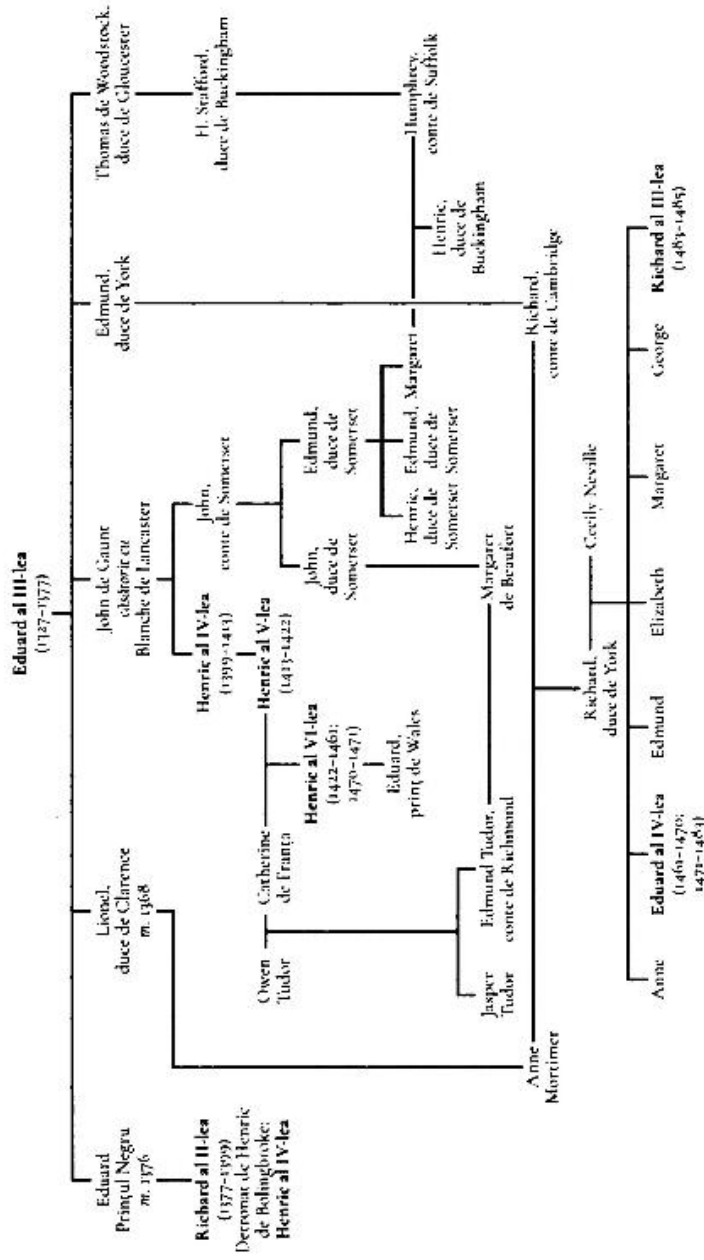 Eduard al III-lea
(1327-1377)
Eduard
Prințul Negru
m. 1376
Lionel,
duce de Clarence
m. 1368
John de Gaunt
căsătorit cu
Blanche de Lancaster
Edmund,
duce de York
Thomas de Woodstock,
duce de Gloucester
Richard al II-lea
(1377-1399)
Detronat de Henric
de Bolingbroke:
Henric al IV-lea
Henric al IV-lea
(1399-1413)
John,
conte de Somerset
H. Stafford,
duce de Buckingham
Owen
Tudor
Catherine
de Franța
Henric al V-lea
(1413-1422)
John,
duce de
Somerset
Edmund,
duce de
Somerset
Henric al VI-lea
(1422-1461;
1470-1471)
Eduard,
prinț de Wales
Henric,
duce de
Somerset
Edmund,
duce de
Somerset
Margaret
Humphrey,
conte de Suffolk
Henric,
duce de
Buckingham
Jasper
Tudor
Edmund Tudor,
conte de Richmond
Margaret
de Beaufort
Anne
Mortimer
Richard,
conte de Cambridge
Richard,
duce de York
Cecily Neville
Anne
Eduard al IV-lea
(1461-1470;
1471-1483)
Edmund
Elizabeth
Margaret
George
Richard al III-lea
(1483-1485)